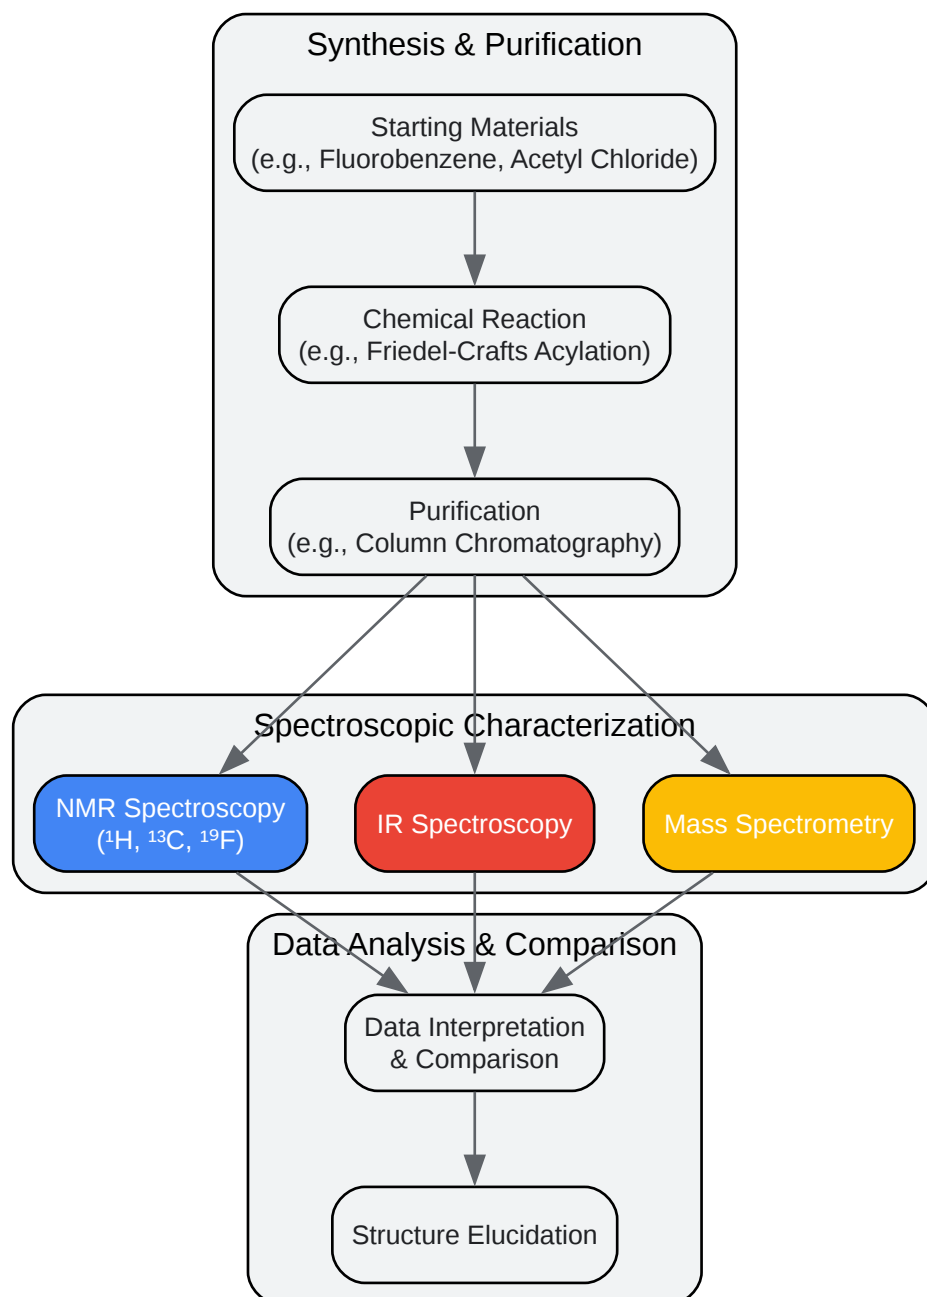 Synthesis & Purification
Starting Materials
(e.g., Fluorobenzene, Acetyl Chloride)
Chemical Reaction
(e.g., Friedel-Crafts Acylation)
Purification
(e.g., Column Chromatography)
Spectroscopic Characterization
NMR Spectroscopy
(¹H, ¹³C, ¹⁹F)
IR Spectroscopy
Mass Spectrometry
Data Analysis & Comparison
Data Interpretation
& Comparison
Structure Elucidation